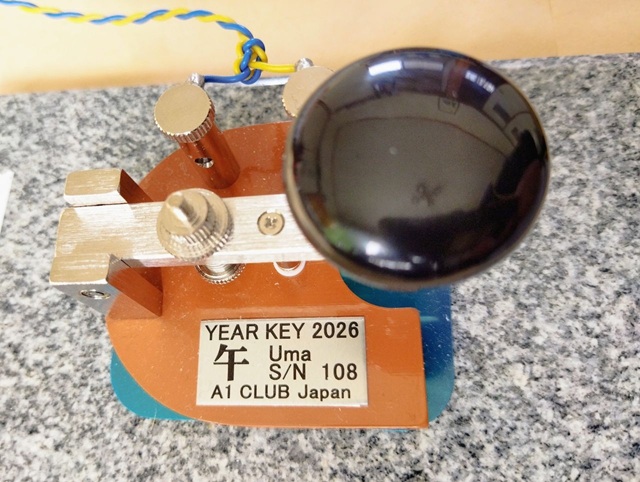 YEAR KEY 2026
午 Uma
S/N 108
A1 CLUB Japan